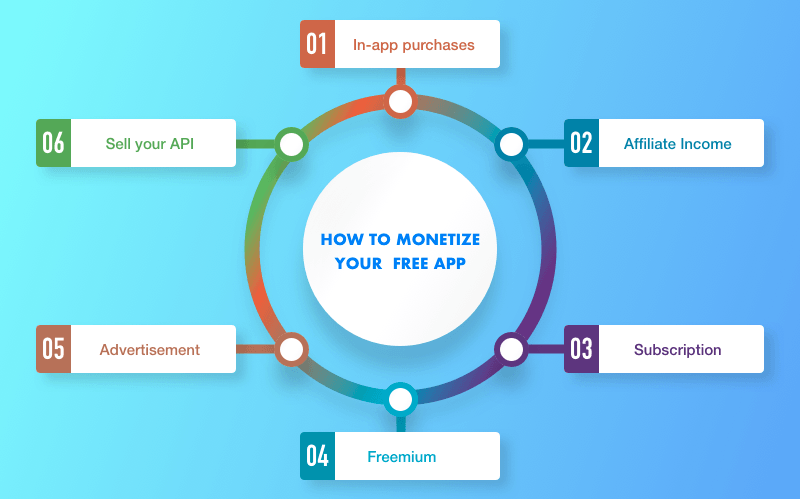 01 In-app purchases
06 Sell your API
02 Affiliate Income
HOW TO MONETIZE
YOUR FREE APP
05 Advertisement
03 Subscription
04 Freemium